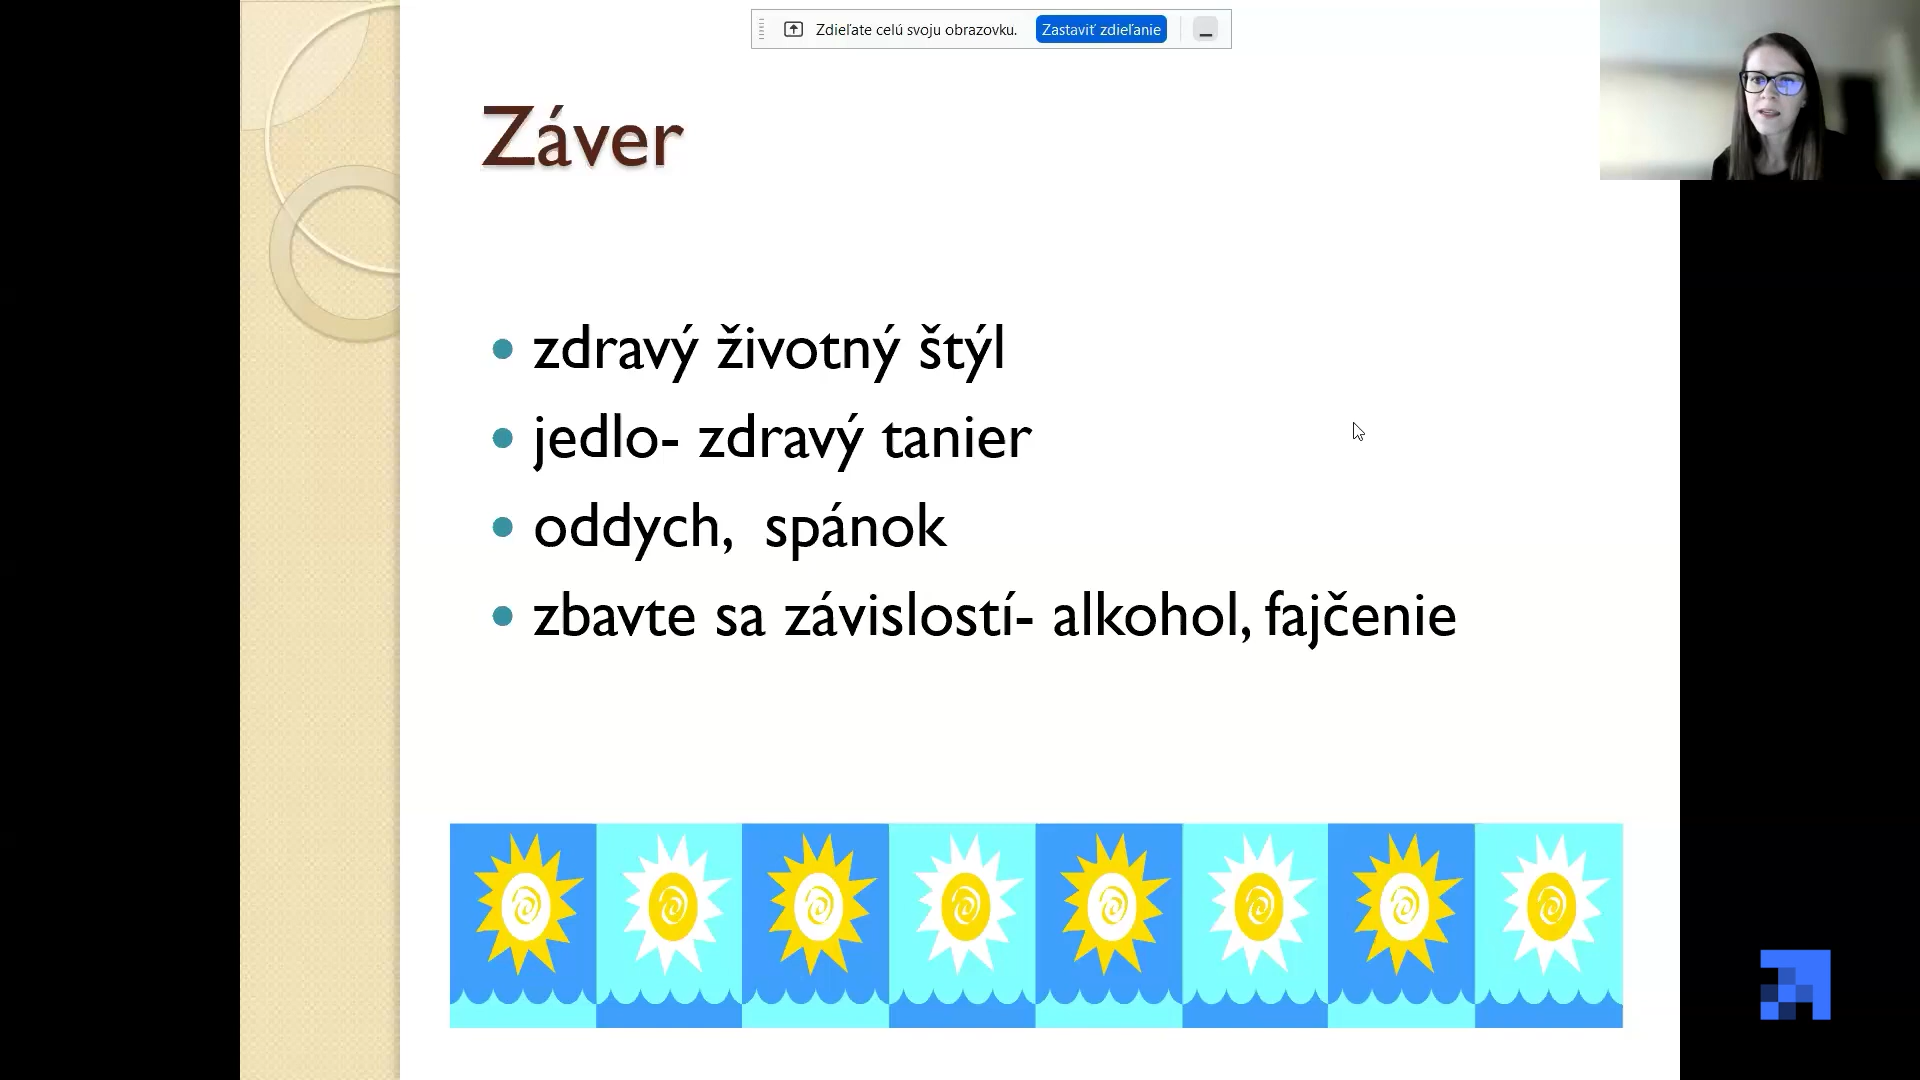 Zdieľate celú svoju obrazovku.
Zastaviť zdieľanie
Záver
zdravý životný štýl
jedlo- zdravý tanier
oddych, spánok
zbavte sa závislostí- alkohol, fajčenie